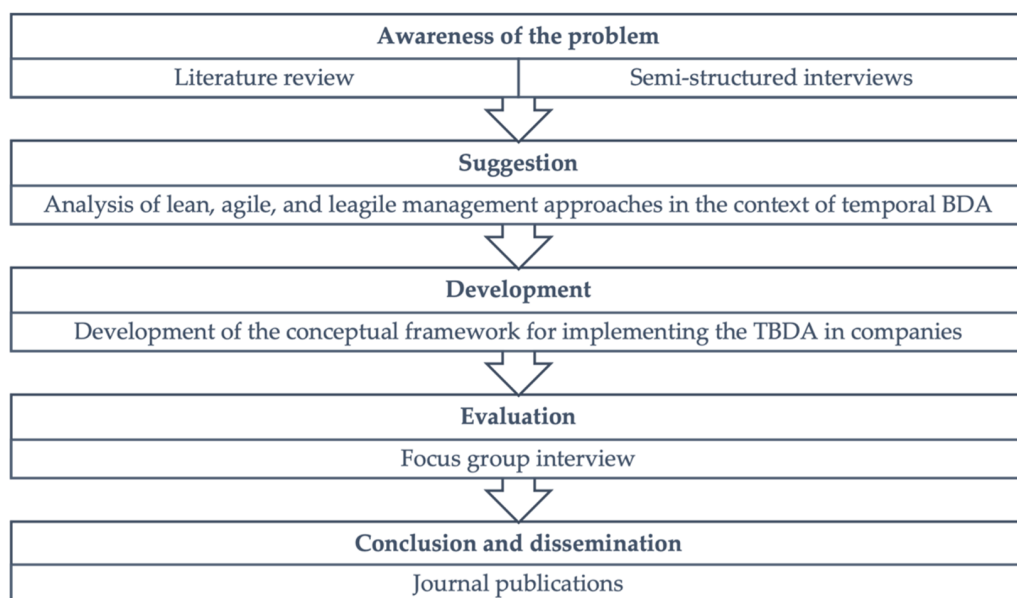 Awareness of the problem
Literature review
Semi-structured interviews
Suggestion
Analysis of lean, agile, and leagile management approaches in the context of temporal BDA
Development
Development of the conceptual framework for implementing the TBDA in companies
Evaluation
Focus group interview
Conclusion and dissemination
Journal publications